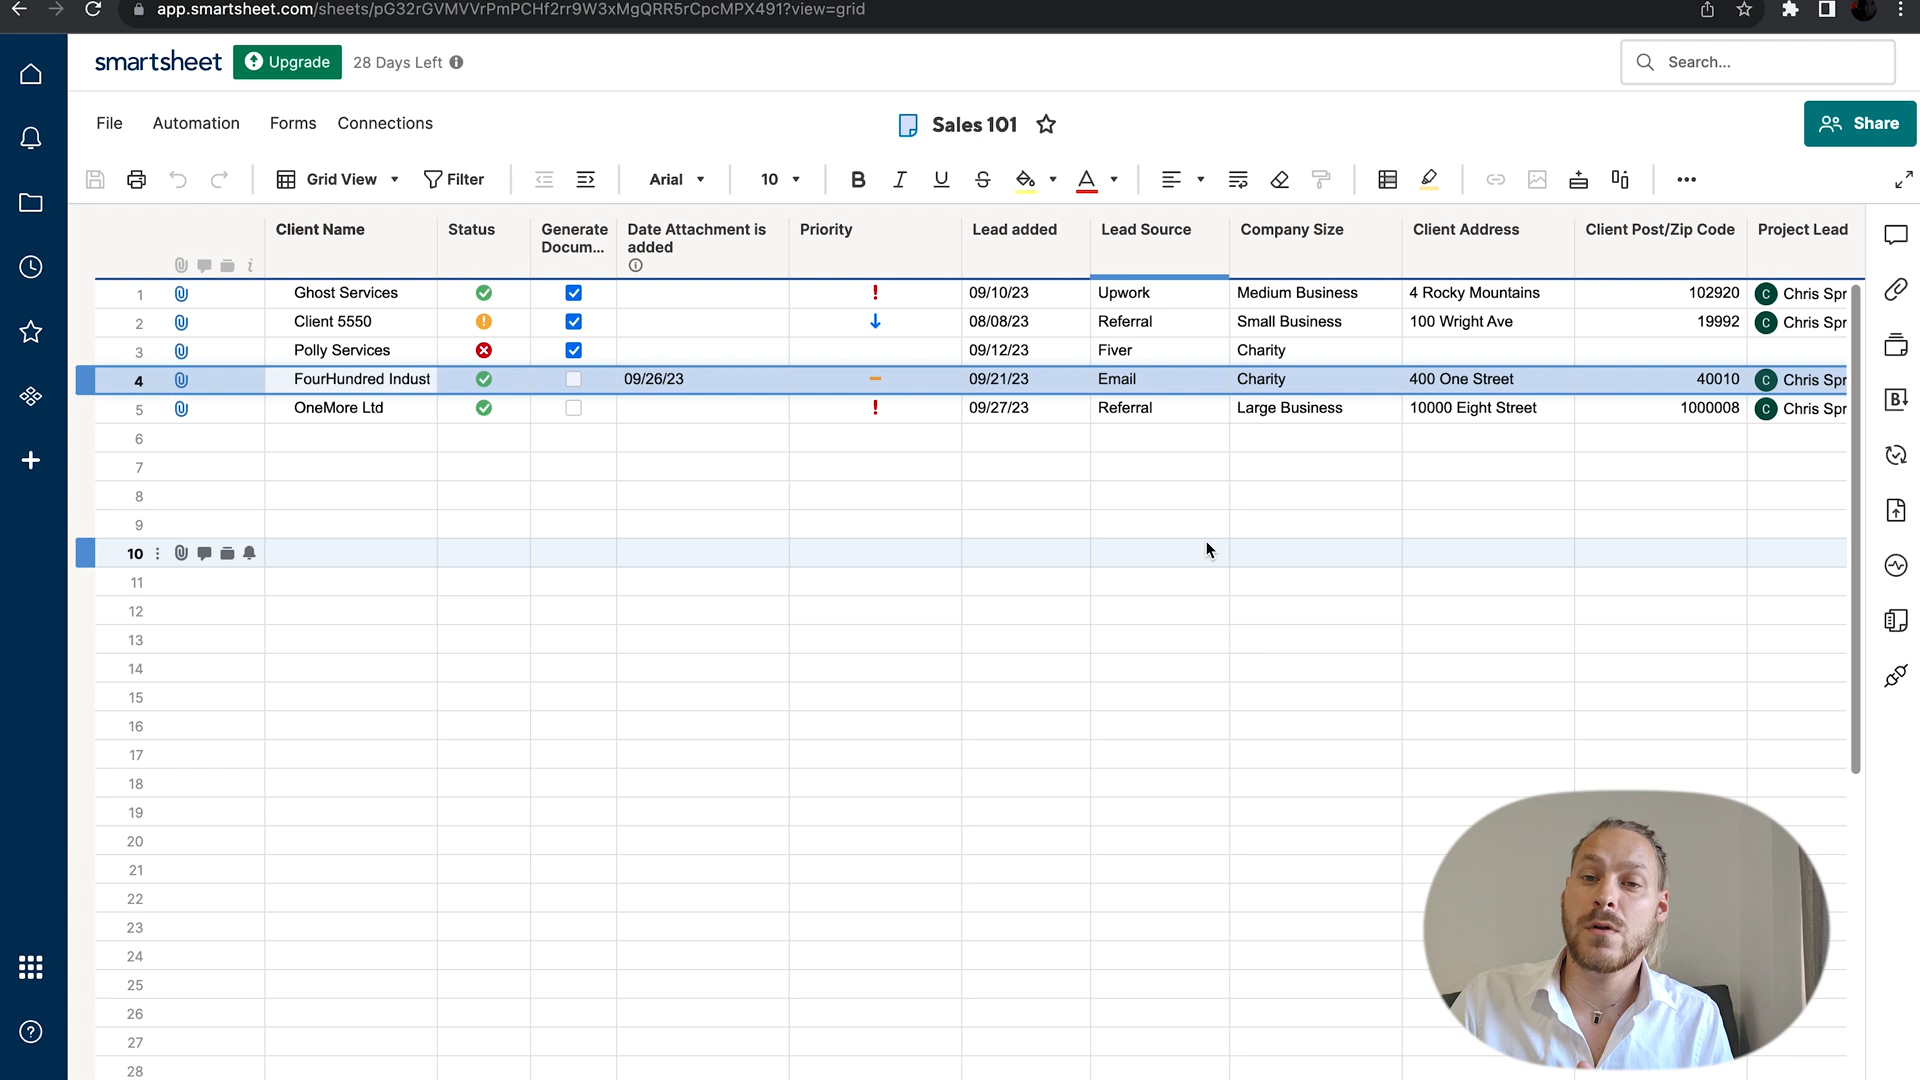 app.smartsheet.com/sheets/pG32rGVMVVrPmPCHf2rr9W3xMgQRR5rCpcMPX491?view=grid
smartsheet Upgrade 28 Days Left Search...
File Automation Forms Connections Sales 101 Share
Grid View Filter Arial 10 B I U S A •••
Client Name Status Generate Docum... Date Attachment is added Priority Lead added Lead Source Company Size Client Address Client Post/Zip Code Project Lead
1 Ghost Services 09/10/23 Upwork Medium Business 4 Rocky Mountains 102920 C Chris Spr
2 Client 5550 08/08/23 Referral Small Business 100 Wright Ave 19992 C Chris Spr
3 Polly Services 09/12/23 Fiver Charity
4 FourHundred Indust 09/26/23 09/21/23 Email Charity 400 One Street 40010 C Chris Spr
5 OneMore Ltd 09/27/23 Referral Large Business 10000 Eight Street 1000008 C Chris Spr
6
7
8
9
10
11
12
13
14
15
16
17
18
19
20
21
22
23
24
25
26
27
28